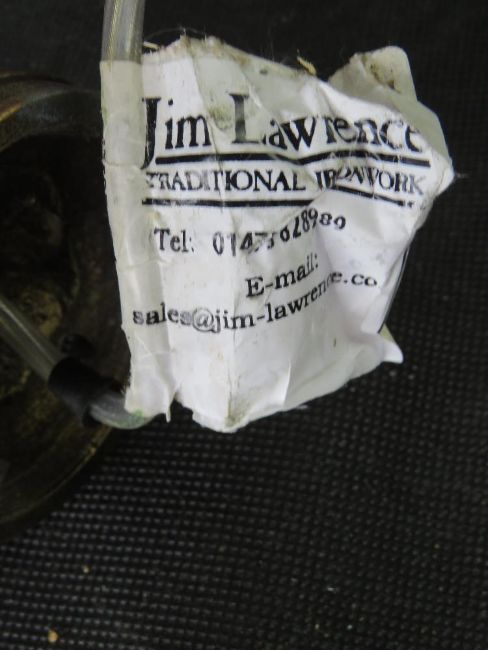 Jim Lawrence
TRADITIONAL IRONWORK
Tel:
E-mail:
sales@jim-lawrence.co